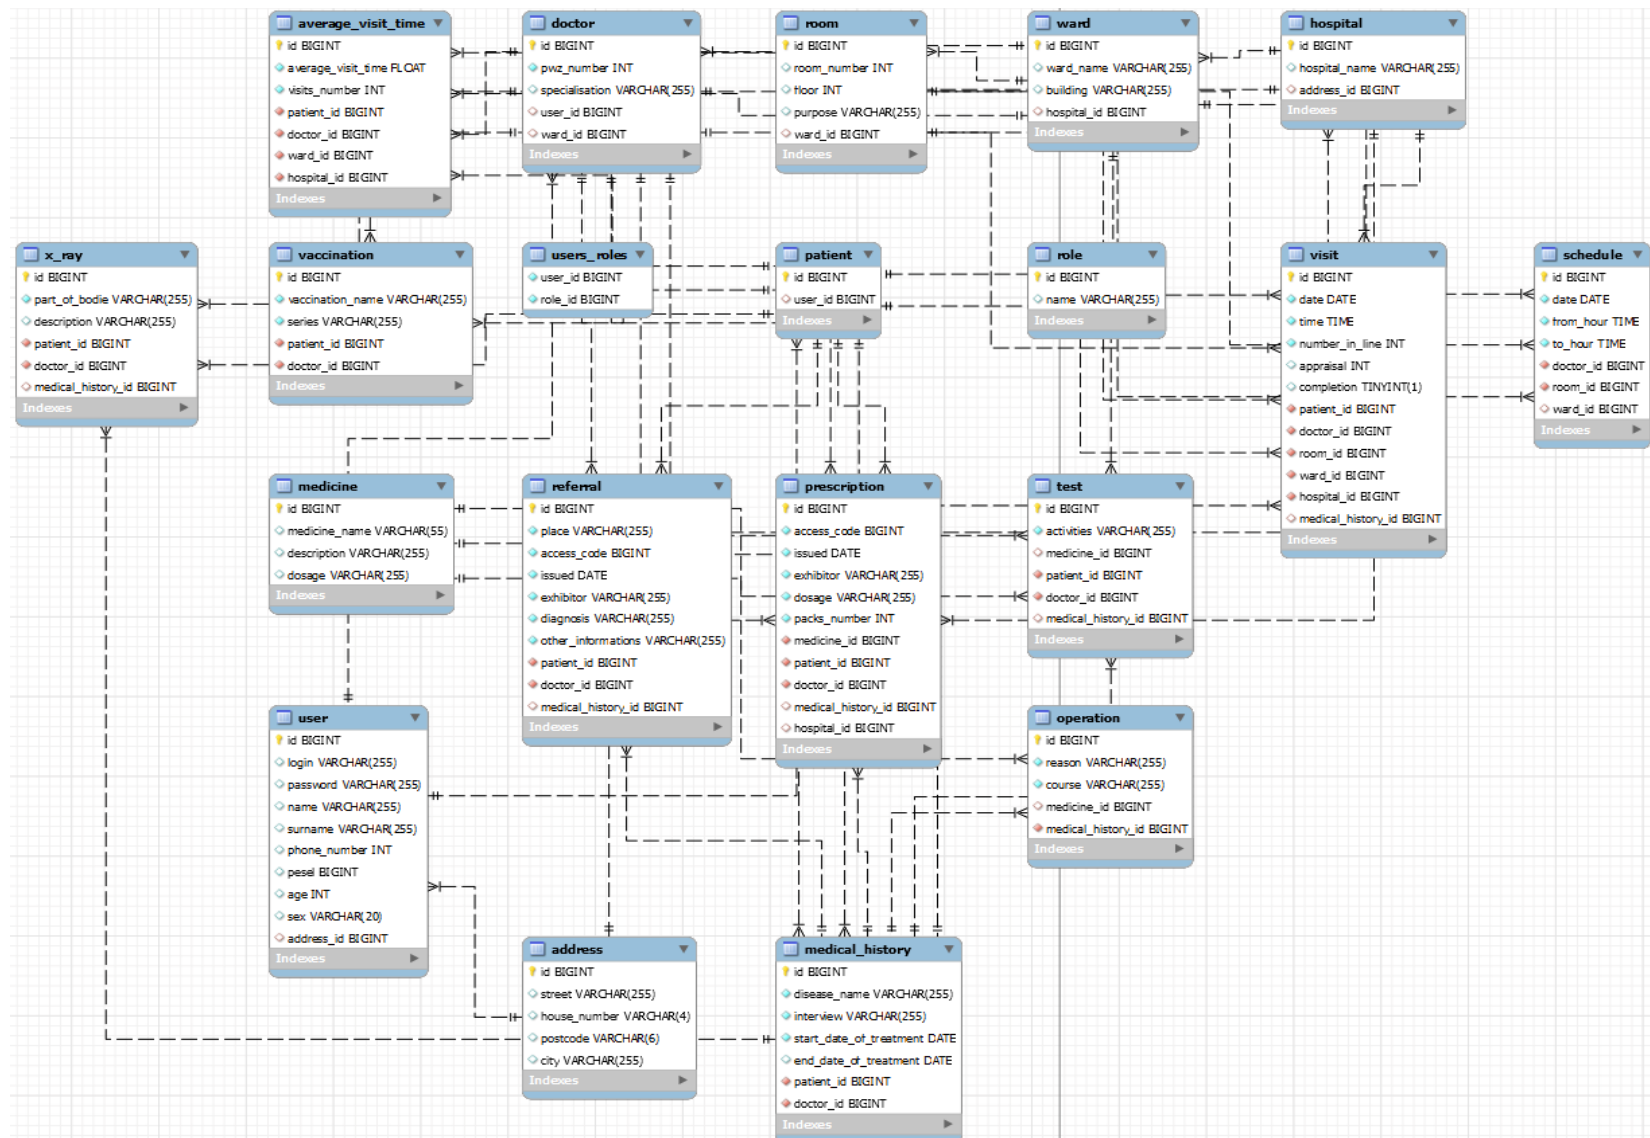 average_visit_time
id BIGINT
average_visit_time FLOAT
visits_number INT
patient_id BIGINT
doctor_id BIGINT
ward_id BIGINT
hospital_id BIGINT
Indexes
doctor
id BIGINT
pwz_number INT
specialisation VARCHAR(255)
user_id BIGINT
ward_id BIGINT
Indexes
room
id BIGINT
room_number INT
floor INT
purpose VARCHAR(255)
ward_id BIGINT
Indexes
ward
id BIGINT
ward_name VARCHAR(255)
building VARCHAR(255)
hospital_id BIGINT
Indexes
hospital
id BIGINT
hospital_name VARCHAR(255)
address_id BIGINT
Indexes
x_ray
id BIGINT
part_of_bodie VARCHAR(255)
description VARCHAR(255)
patient_id BIGINT
doctor_id BIGINT
medical_history_id BIGINT
Indexes
vaccination
id BIGINT
vaccination_name VARCHAR(255)
series VARCHAR(255)
patient_id BIGINT
doctor_id BIGINT
Indexes
users_roles
user_id BIGINT
role_id BIGINT
patient
id BIGINT
user_id BIGINT
Indexes
role
id BIGINT
name VARCHAR(255)
Indexes
visit
id BIGINT
date DATE
time TIME
number_in_line INT
appraisal INT
completion TINYINT(1)
patient_id BIGINT
doctor_id BIGINT
room_id BIGINT
ward_id BIGINT
hospital_id BIGINT
medical_history_id BIGINT
Indexes
schedule
id BIGINT
date DATE
from_hour TIME
to_hour TIME
doctor_id BIGINT
room_id BIGINT
ward_id BIGINT
Indexes
medicine
id BIGINT
medicine_name VARCHAR(55)
description VARCHAR(255)
dosage VARCHAR(255)
Indexes
referral
id BIGINT
place VARCHAR(255)
access_code BIGINT
issued DATE
exhibitor VARCHAR(255)
diagnosis VARCHAR(255)
other_informations VARCHAR(255)
patient_id BIGINT
doctor_id BIGINT
medical_history_id BIGINT
Indexes
prescription
id BIGINT
access_code BIGINT
issued DATE
exhibitor VARCHAR(255)
dosage VARCHAR(255)
packs_number INT
medicine_id BIGINT
patient_id BIGINT
doctor_id BIGINT
medical_history_id BIGINT
hospital_id BIGINT
Indexes
test
id BIGINT
activities VARCHAR(255)
medicine_id BIGINT
patient_id BIGINT
doctor_id BIGINT
medical_history_id BIGINT
Indexes
user
id BIGINT
login VARCHAR(255)
password VARCHAR(255)
name VARCHAR(255)
surname VARCHAR(255)
phone_number INT
pesel BIGINT
age INT
sex VARCHAR(20)
address_id BIGINT
Indexes
operation
id BIGINT
reason VARCHAR(255)
course VARCHAR(255)
medicine_id BIGINT
medical_history_id BIGINT
Indexes
address
id BIGINT
street VARCHAR(255)
house_number VARCHAR(4)
postcode VARCHAR(6)
city VARCHAR(255)
Indexes
medical_history
id BIGINT
disease_name VARCHAR(255)
interview VARCHAR(255)
start_date_of_treatment DATE
end_date_of_treatment DATE
patient_id BIGINT
doctor_id BIGINT
Indexes